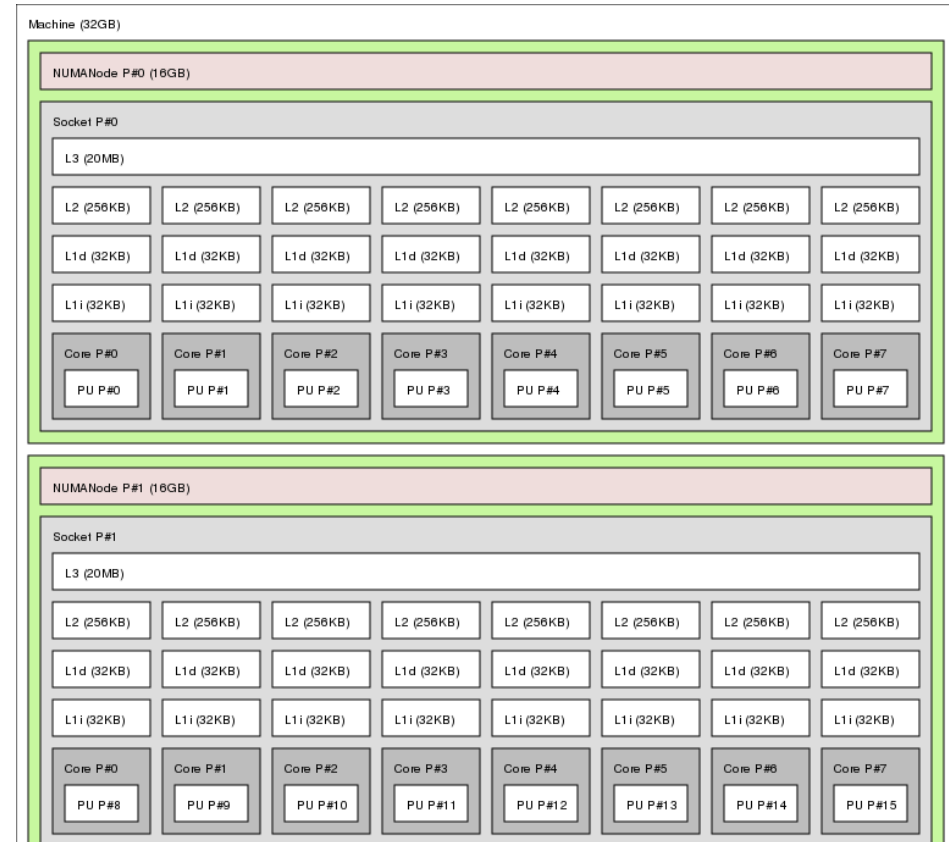 Machine (32GB)
NUMANode P#0 (16GB)
Socket P#0
L3 (20MB)
L2 (256KB) L2 (256KB) L2 (256KB) L2 (256KB) L2 (256KB) L2 (256KB) L2 (256KB) L2 (256KB)
L1d (32KB) L1d (32KB) L1d (32KB) L1d (32KB) L1d (32KB) L1d (32KB) L1d (32KB) L1d (32KB)
L1i (32KB) L1i (32KB) L1i (32KB) L1i (32KB) L1i (32KB) L1i (32KB) L1i (32KB) L1i (32KB)
Core P#0 Core P#1 Core P#2 Core P#3 Core P#4 Core P#5 Core P#6 Core P#7
PU P#0 PU P#1 PU P#2 PU P#3 PU P#4 PU P#5 PU P#6 PU P#7
NUMANode P#1 (16GB)
Socket P#1
L3 (20MB)
L2 (256KB) L2 (256KB) L2 (256KB) L2 (256KB) L2 (256KB) L2 (256KB) L2 (256KB) L2 (256KB)
L1d (32KB) L1d (32KB) L1d (32KB) L1d (32KB) L1d (32KB) L1d (32KB) L1d (32KB) L1d (32KB)
L1i (32KB) L1i (32KB) L1i (32KB) L1i (32KB) L1i (32KB) L1i (32KB) L1i (32KB) L1i (32KB)
Core P#0 Core P#1 Core P#2 Core P#3 Core P#4 Core P#5 Core P#6 Core P#7
PU P#8 PU P#9 PU P#10 PU P#11 PU P#12 PU P#13 PU P#14 PU P#15